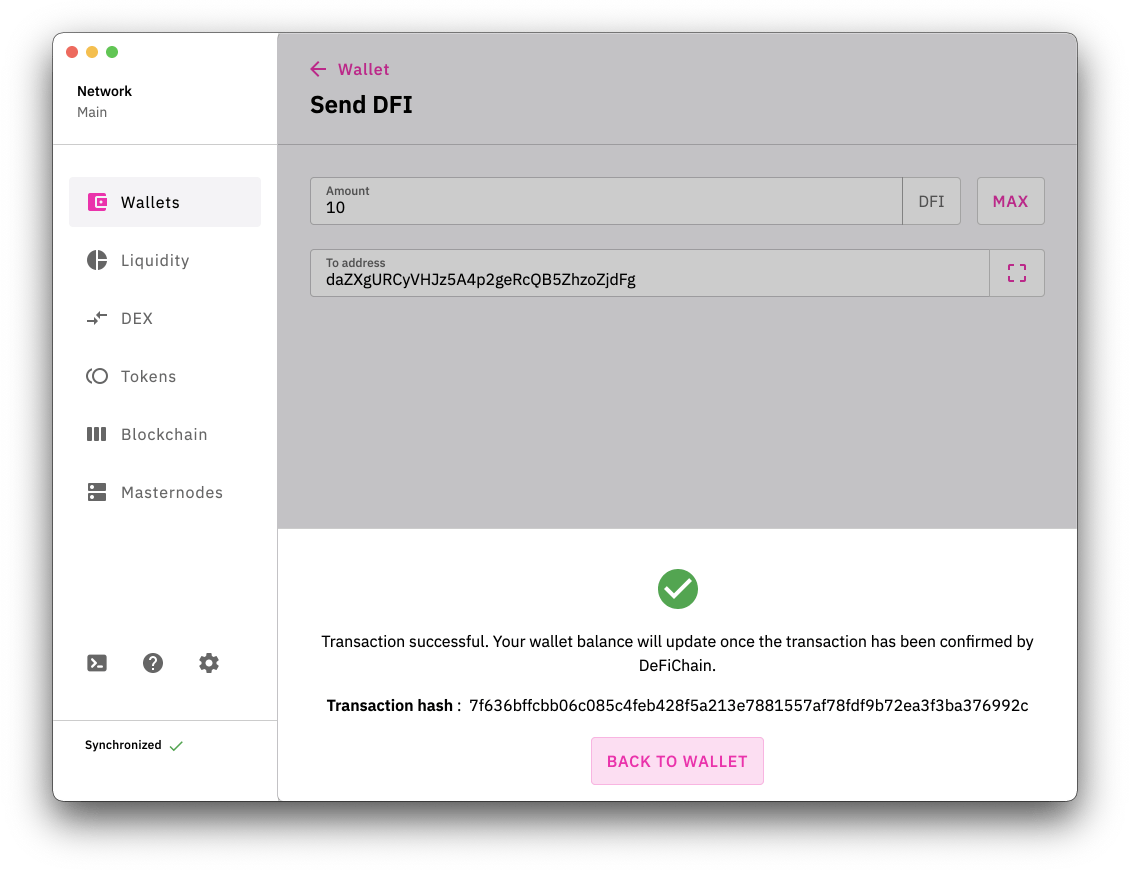 Network
Main
Wallets
Liquidity
DEX
Tokens
Blockchain
Masternodes
Synchronized
Wallet
Send DFI
Amount
10
DFI
MAX
To address
daZXgURCyVHJz5A4p2geRcQB5ZhzoZjdFg
Transaction successful. Your wallet balance will update once the transaction has been confirmed by
DeFiChain.
Transaction hash : 7f636bffcbb06c085c4feb428f5a213e7881557af78fdf9b72ea3f3ba376992c
BACK TO WALLET